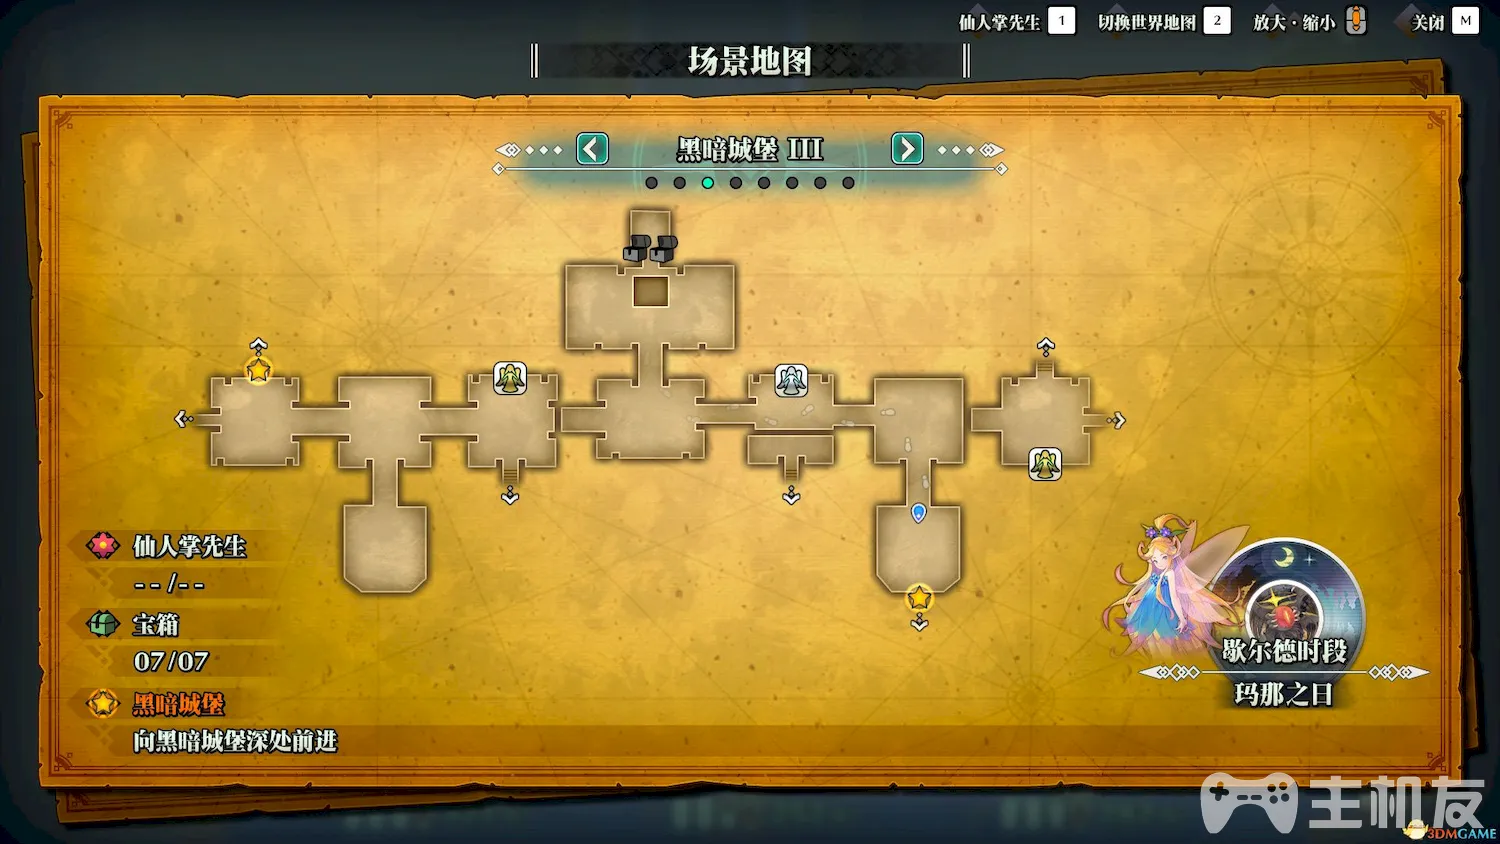 仙人掌先生 1 切换世界地图 2 放大·缩小 关闭 M
场景地图
黑暗城堡 III
仙人掌先生
--/--
宝箱
07/07
黑暗城堡
向黑暗城堡深处前进
歇尔德时段
玛那之日
主机友
3DMGAME